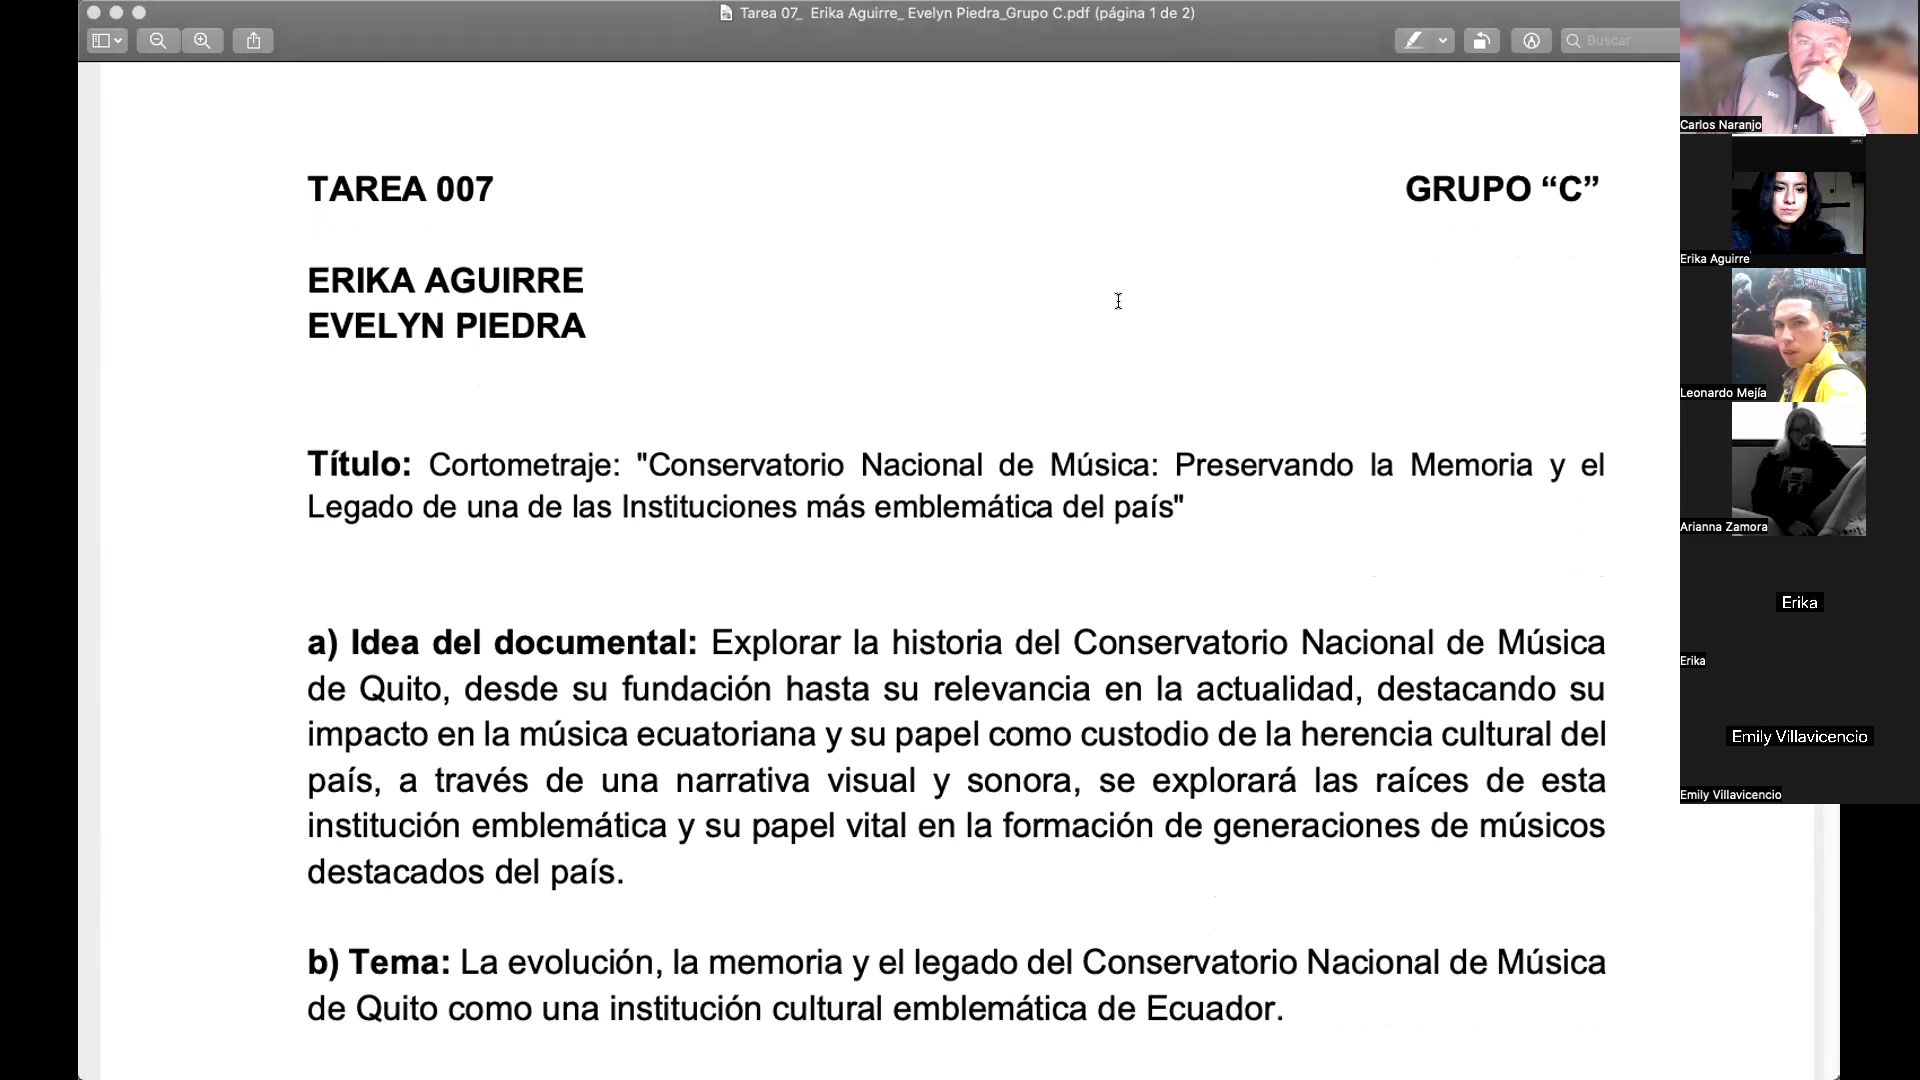 Tarea 07_ Erika Aguirre_ Evelyn Piedra_Grupo C.pdf (página 1 de 2)
Buscar
TAREA 007 GRUPO “C”
ERIKA AGUIRRE
EVELYN PIEDRA
Título: Cortometraje: "Conservatorio Nacional de Música: Preservando la Memoria y el
Legado de una de las Instituciones más emblemática del país"
a) Idea del documental: Explorar la historia del Conservatorio Nacional de Música
de Quito, desde su fundación hasta su relevancia en la actualidad, destacando su
impacto en la música ecuatoriana y su papel como custodio de la herencia cultural del
país, a través de una narrativa visual y sonora, se explorará las raíces de esta
institución emblemática y su papel vital en la formación de generaciones de músicos
destacados del país.
b) Tema: La evolución, la memoria y el legado del Conservatorio Nacional de Música
de Quito como una institución cultural emblemática de Ecuador.
Carlos Naranjo
Erika Aguirre
Leonardo Mejía
Arianna Zamora
Erika
Erika
Emily Villavicencio
Emily Villavicencio